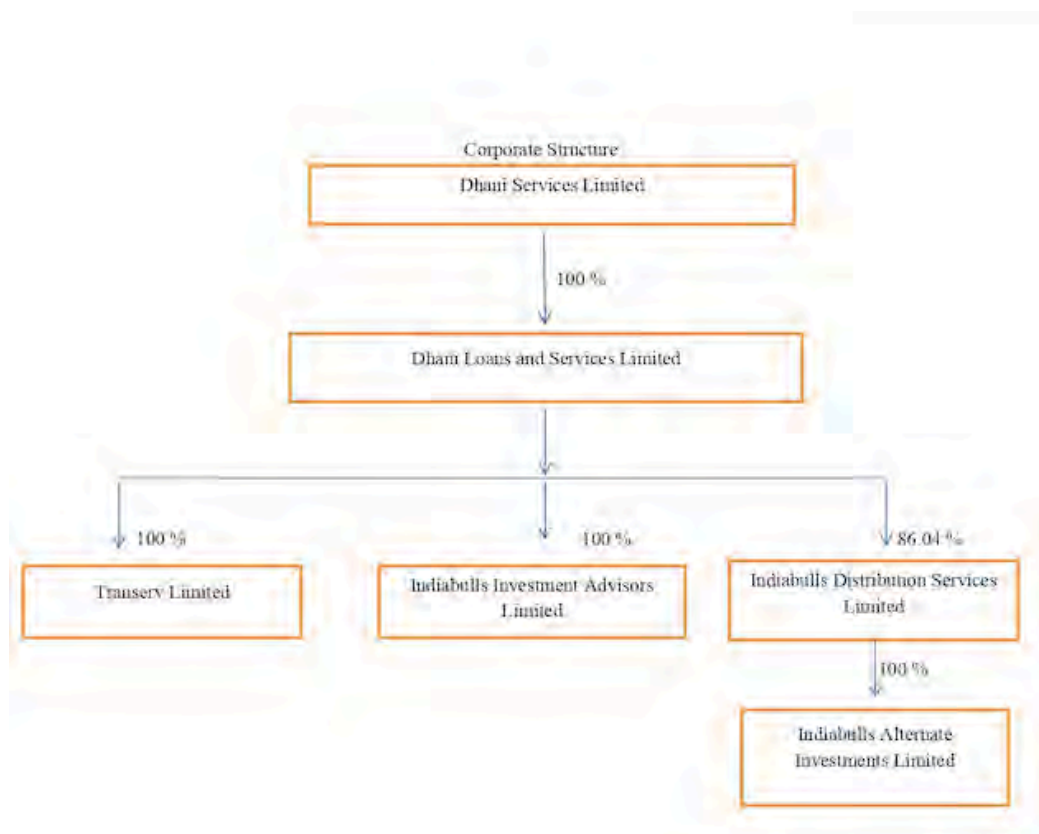 Corporate Structure
Dhani Services Limited
100 %
Dhani Loans and Services Limited
100 %
100 %
86.04 %
Transerv Limited
Indiabulls Investment Advisors
Limited
Indiabulls Distribution Services
Limited
100 %
Indiabulls Alternate
Investments Limited